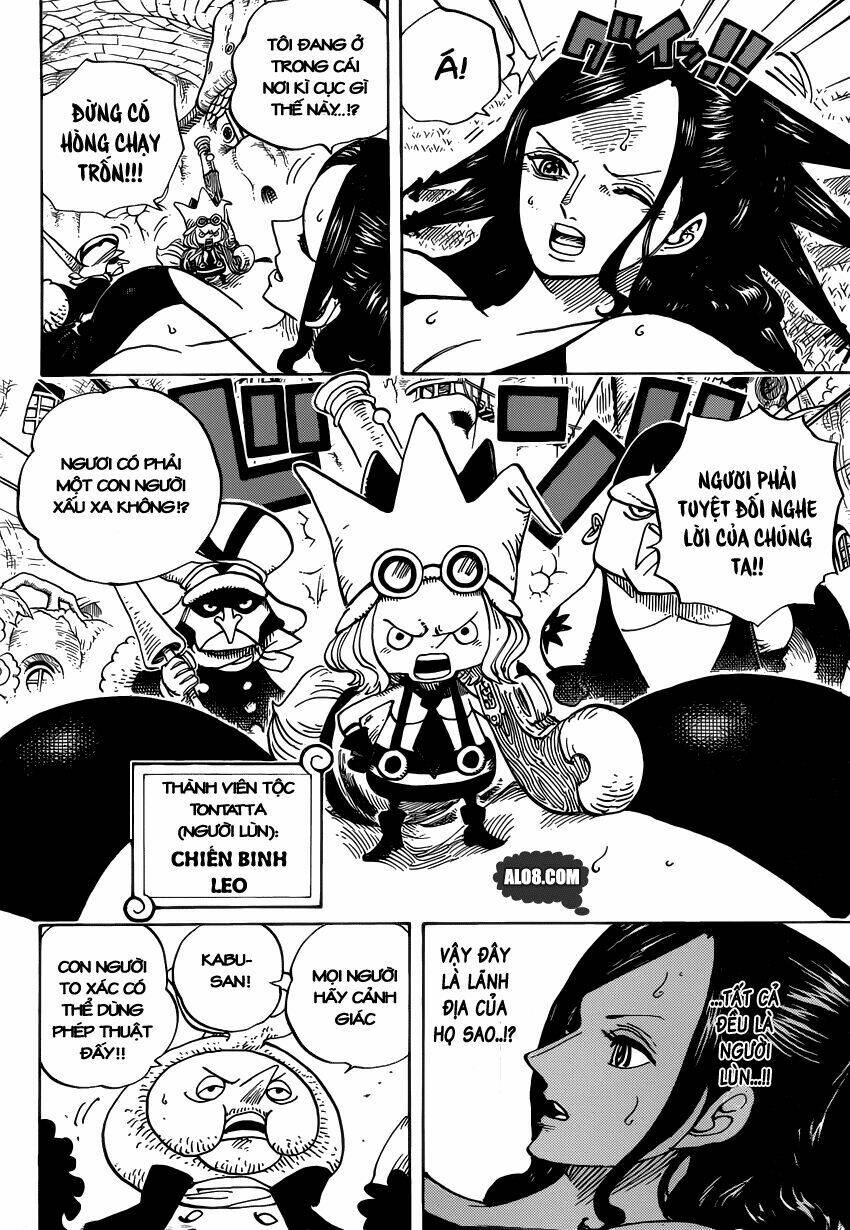 TÔI ĐANG Ở
TRONG CÁI
NƠI KÌ CỤC GÌ
THẾ NÀY..!?
ĐỪNG CÓ
HÒNG CHẠY
TRỐN!!!
Á!
グイッ!!
NGƯƠI CÓ PHẢI
MỘT CON NGƯỜI
XẤU XA KHÔNG!?
NGƯƠI PHẢI
TUYỆT ĐỐI NGHE
LỜI CỦA CHÚNG
TA!!
THÀNH VIÊN TỘC
TONTATTA
(NGƯỜI LÙN):
CHIẾN BINH
LEO
ALO8.COM
CON NGƯỜI
TO XÁC CÓ
THỂ DÙNG
PHÉP THUẬT
ĐẤY!!
KABU-
SAN!
MỌI NGƯỜI
HÃY CẢNH
GIÁC
VẬY ĐÂY
LÀ LÃNH
ĐỊA CỦA
HỌ SAO..!?
...TẤT CẢ
ĐỀU LÀ
NGƯỜI
LÙN...!!